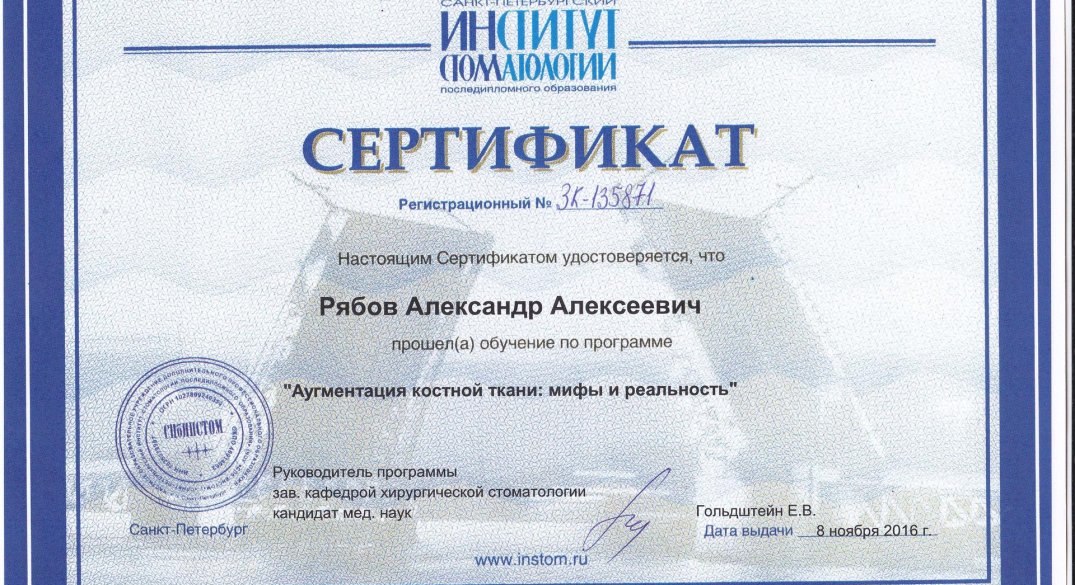 САНКТ-ПЕТЕРБУРГСКИЙ
ИНСТИТУТ
СТОМАТОЛОГИИ
последипломного образования
СЕРТИФИКАТ
Регистрационный № ЗК-135871
Настоящим Сертификатом удостоверяется, что
Рябов Александр Алексеевич
прошел(а) обучение по программе
"Аугментация костной ткани: мифы и реальность"
СПбИНСТОМ
Руководитель программы
зав. кафедрой хирургической стоматологии
кандидат мед. наук
Гольдштейн Е.В.
Санкт-Петербург
Дата выдачи 8 ноября 2016 г.
www.instom.ru